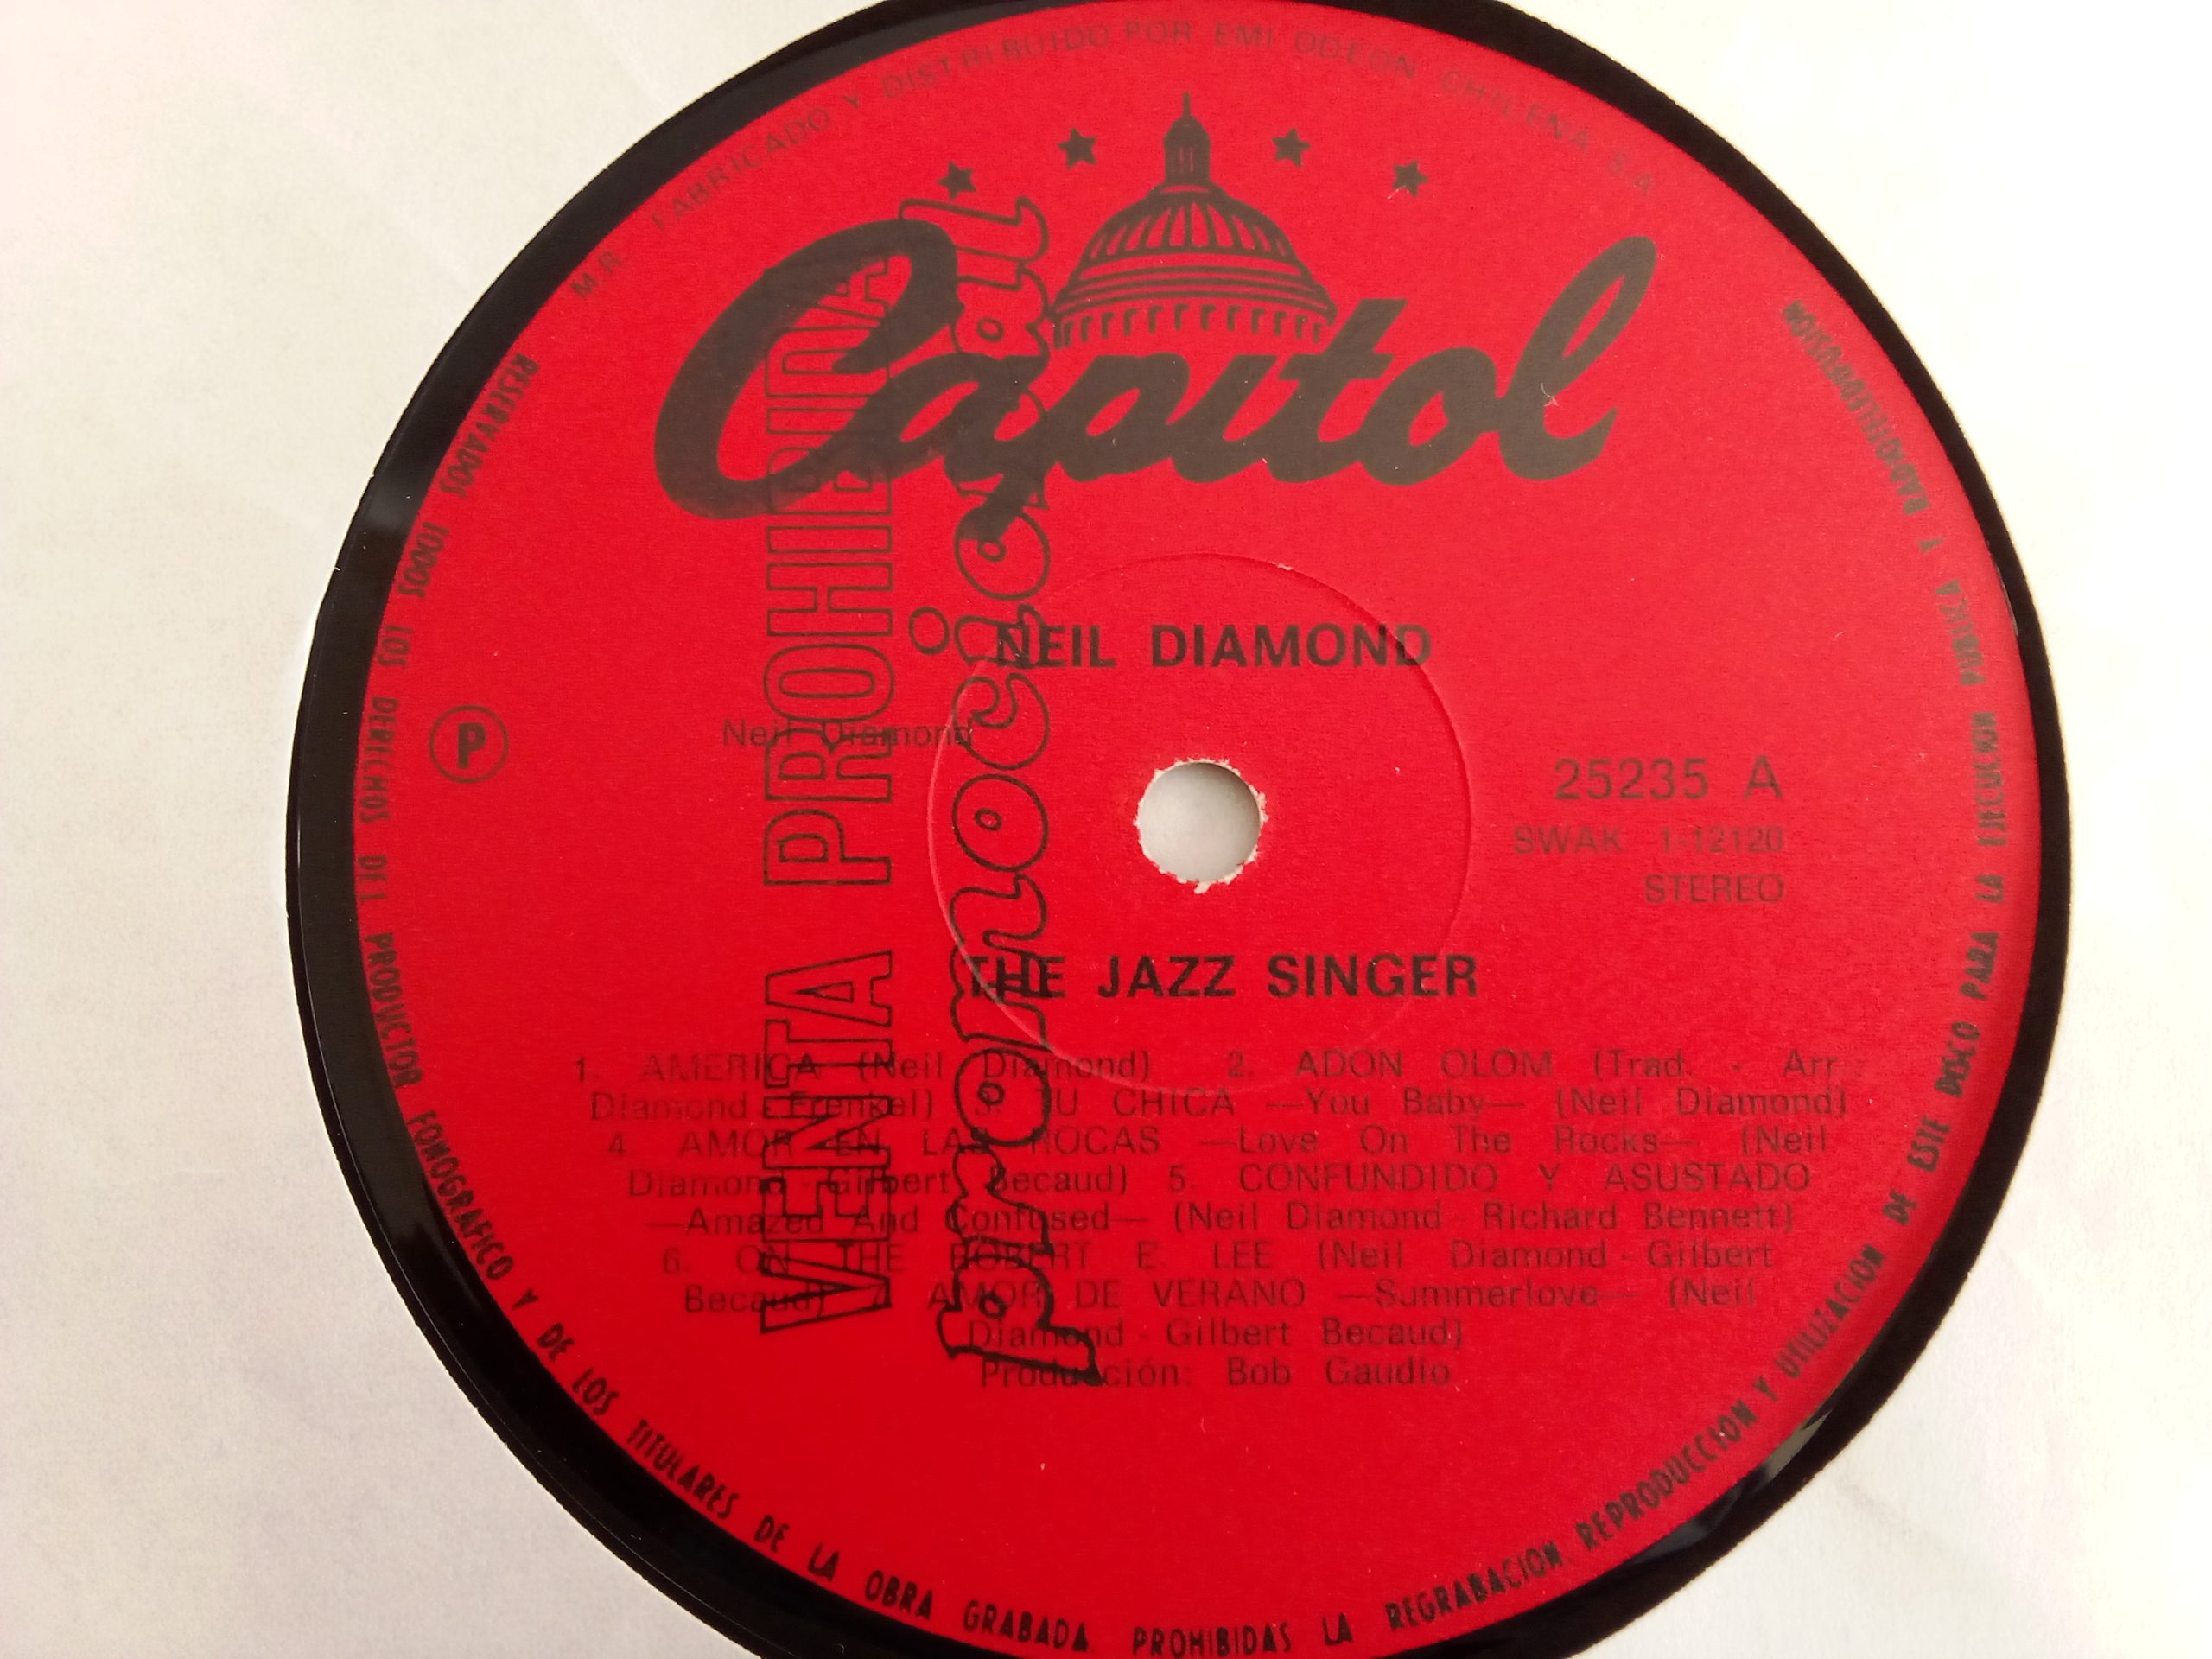 M.R. FABRICADO Y DISTRIBUIDO POR EMI ODEON CHILENA S.A.
Capitol
VENTA PROHIBIDA
promocional
NEIL DIAMOND
Neil Diamond
P
25235 A
SWAK 1-12120
STEREO
THE JAZZ SINGER
1. AMERICA (Neil Diamond) 2. ADON OLOM (Trad. - Arr
Diamond - Frenkel) 3. TU CHICA —You Baby— (Neil Diamond)
4. AMOR EN LAS ROCAS —Love On The Rocks— (Neil
Diamond - Gilbert Becaud) 5. CONFUNDIDO Y ASUSTADO
—Amazed And Confused— (Neil Diamond - Richard Bennett)
6. ON THE ROBERT E. LEE (Neil Diamond - Gilbert
Becaud) 7. AMOR DE VERANO —Summerlove— (Neil
Diamond - Gilbert Becaud)
Producción: Bob Gaudio
RESERVADOS TODOS LOS DERECHOS DEL PRODUCTOR FONOGRAFICO Y DE LOS TITULARES DE LA OBRA GRABADA. PROHIBIDAS LA REGRABACION, REPRODUCCION Y UTILIZACION DE ESTE DISCO PARA LA EJECUCION PUBLICA Y RADIOTELEDIFUSION